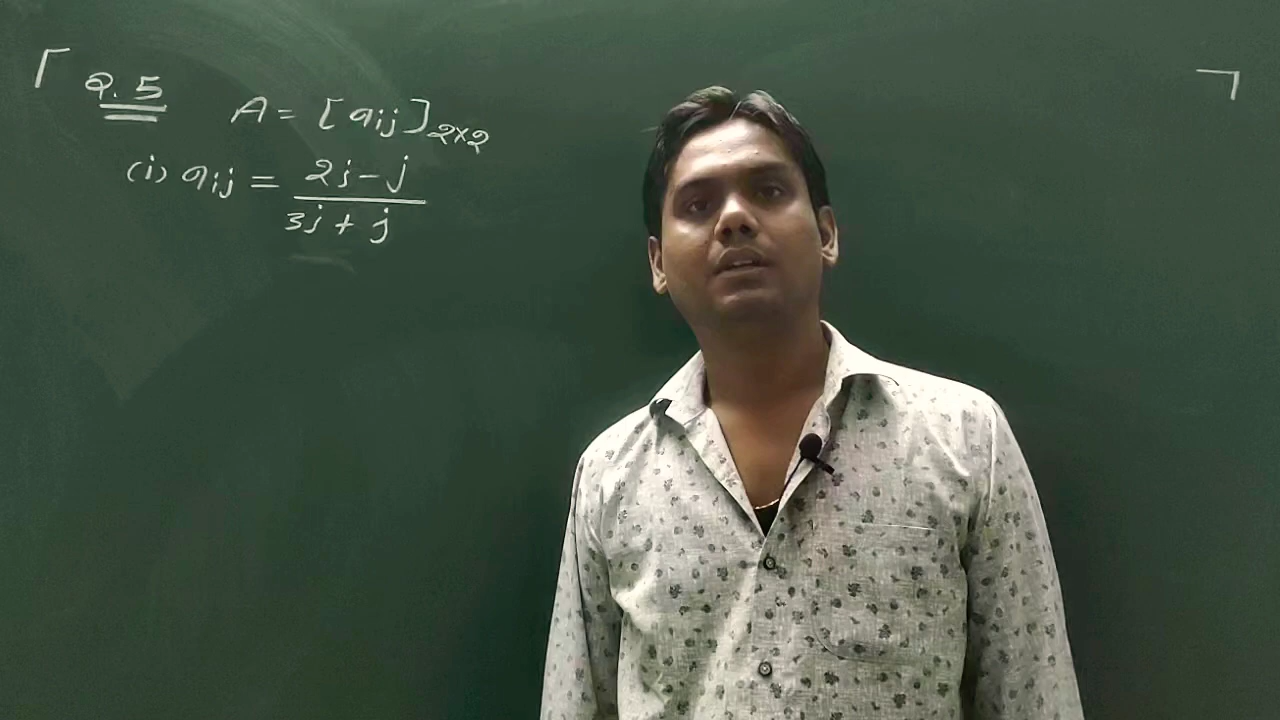 Q.5
A = [aij]2×2
(i) aij = 2i - j
3i + j